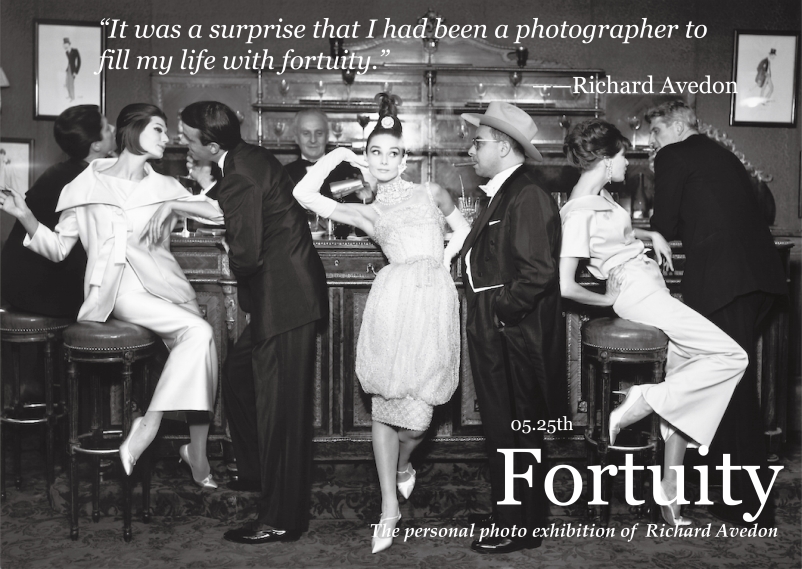 “It was a surprise that I had been a photographer to
fill my life with fortuity.”
——Richard Avedon
05.25th
Fortuity
The personal photo exhibition of Richard Avedon